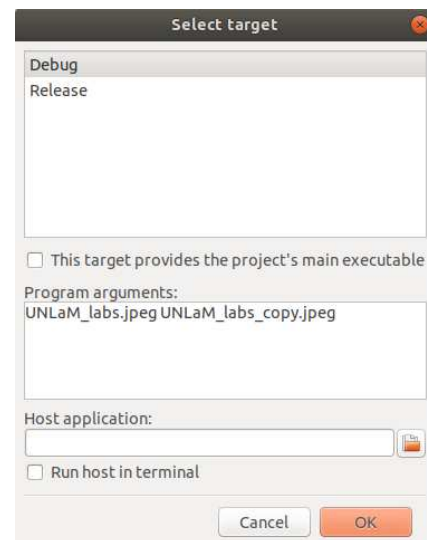 Select target
Debug
Release
This target provides the project's main executable
Program arguments:
UNLaM_labs.jpeg UNLaM_labs_copy.jpeg
Host application:
Run host in terminal
Cancel
OK